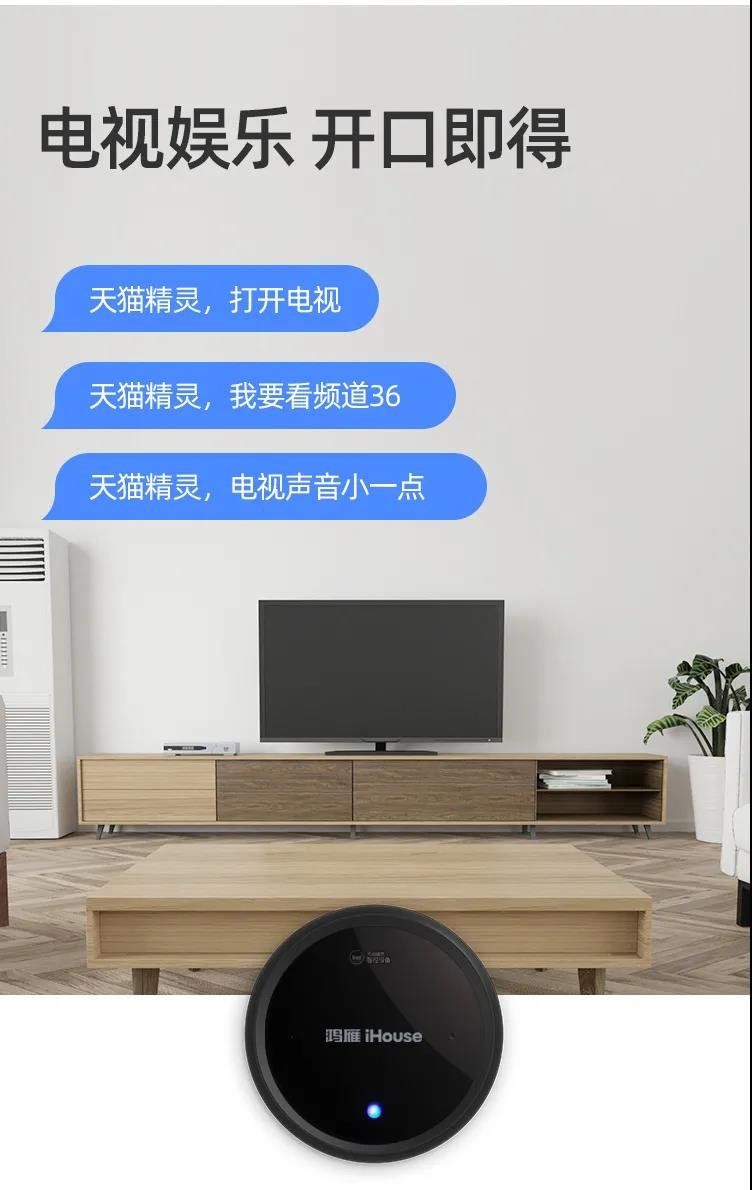 电视娱乐 开口即得
天猫精灵，打开电视
天猫精灵，我要看频道36
天猫精灵，电视声音小一点
鸿雁 iHouse